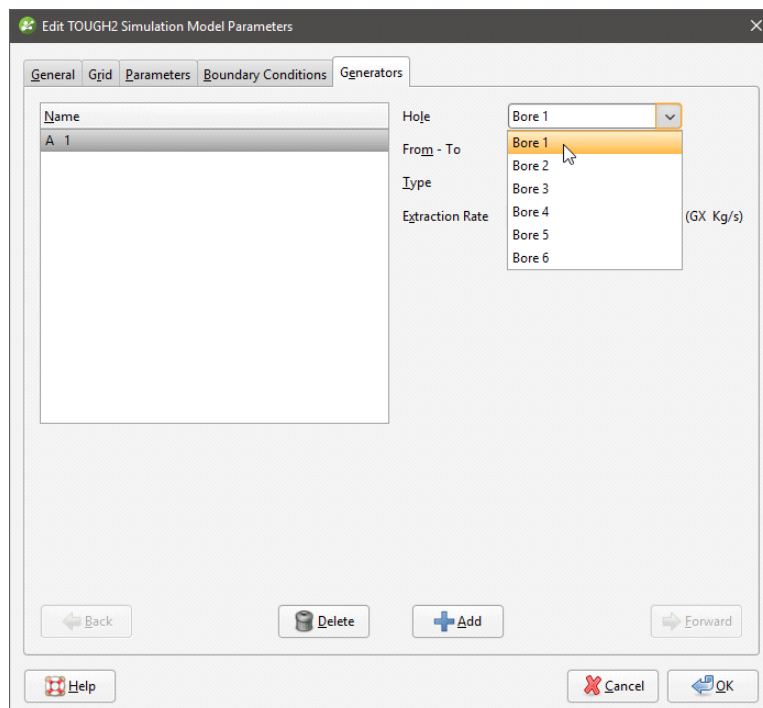 Edit TOUGH2 Simulation Model Parameters
General Grid Parameters Boundary Conditions Generators
Name
A 1
Hole Bore 1
From - To
Type
Extraction Rate (GX Kg/s)
Bore 1
Bore 2
Bore 3
Bore 4
Bore 5
Bore 6
Back Delete Add Forward
Help Cancel OK